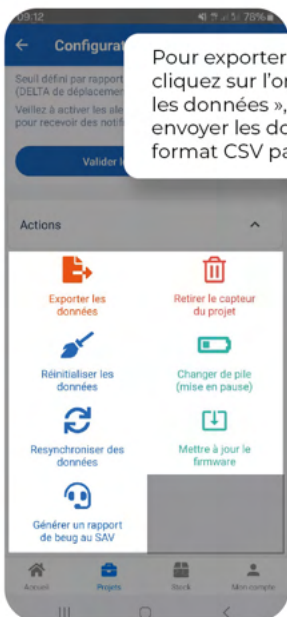 09:12
78%
Configurat
Pour exporter
cliquez sur l'on
les données »,
envoyer les do
format CSV pa
Seuil défini par rapport
(DELTA de déplacemen
Veillez à activer les ale
pour recevoir des notif
Valider l
Actions
Exporter les
données
Retirer le capteur
du projet
Réinitialiser les
données
Changer de pile
(mise en pause)
Resynchroniser des
données
Mettre à jour le
firmware
Générer un rapport
de beug au SAV
Accueil
Projets
Stock
Mon compte